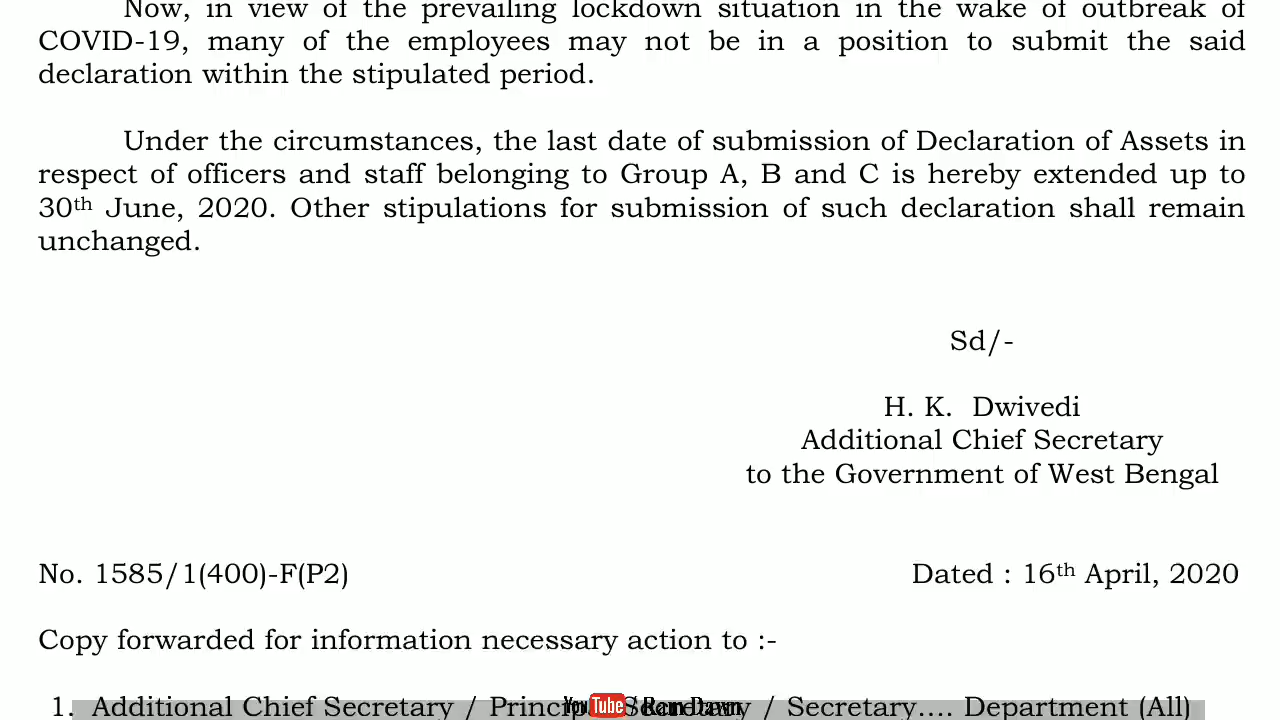 Now, in view of the prevailing lockdown situation in the wake of outbreak of
COVID-19, many of the employees may not be in a position to submit the said
declaration within the stipulated period.
Under the circumstances, the last date of submission of Declaration of Assets in
respect of officers and staff belonging to Group A, B and C is hereby extended up to
30th June, 2020. Other stipulations for submission of such declaration shall remain
unchanged.
Sd/-
H. K. Dwivedi
Additional Chief Secretary
to the Government of West Bengal
No. 1585/1(400)-F(P2) Dated : 16th April, 2020
Copy forwarded for information necessary action to :-
1. Additional Chief Secretary / Principal Secretary / Secretary.... Department (All)
YouTube /